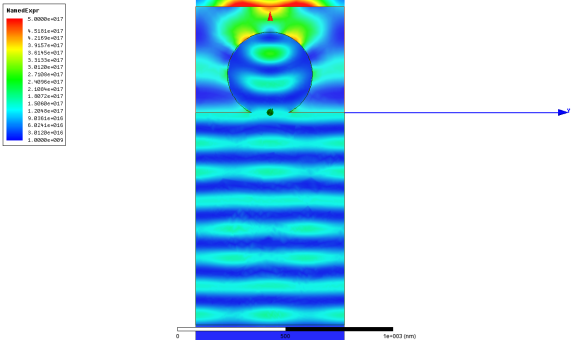 NamedExpr
5.0000e+017
4.5181e+017
4.2169e+017
3.9157e+017
3.6145e+017
3.3133e+017
3.0120e+017
2.7108e+017
2.4096e+017
2.1084e+017
1.8072e+017
1.5060e+017
1.2048e+017
9.0361e+016
6.0241e+016
3.0120e+016
1.0000e+009
y
0 500 1e+003 (nm)